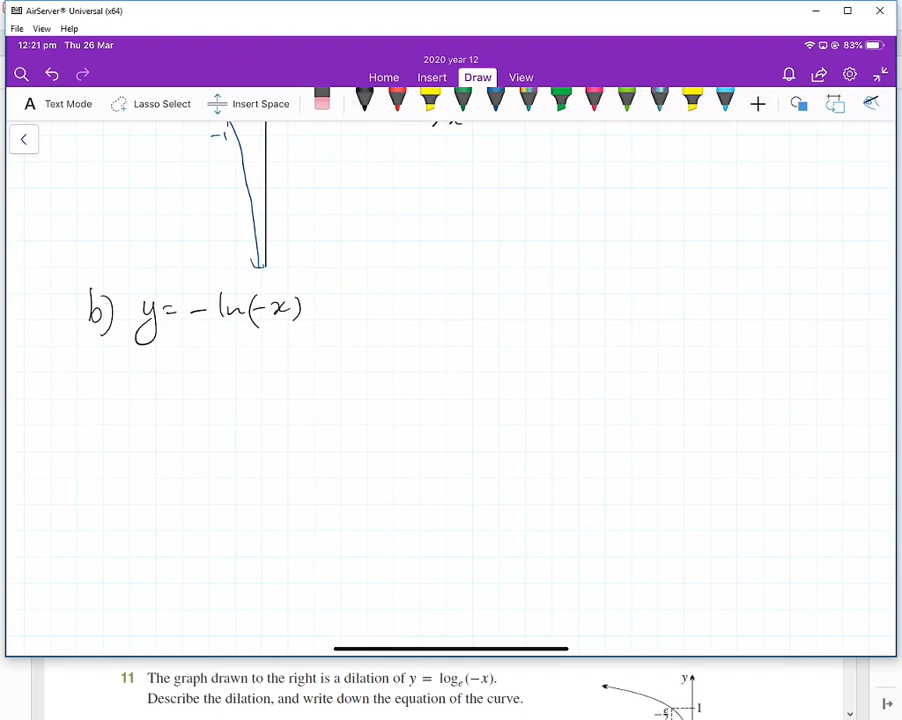 AirServer® Universal (x64)
File View Help
12:21 pm Thu 26 Mar
83%
2020 year 12
Home Insert Draw View
A Text Mode Lasso Select Insert Space
-1
x
b) y = - ln(-x)
11 The graph drawn to the right is a dilation of y = logₑ(−x).
Describe the dilation, and write down the equation of the curve.
y
1